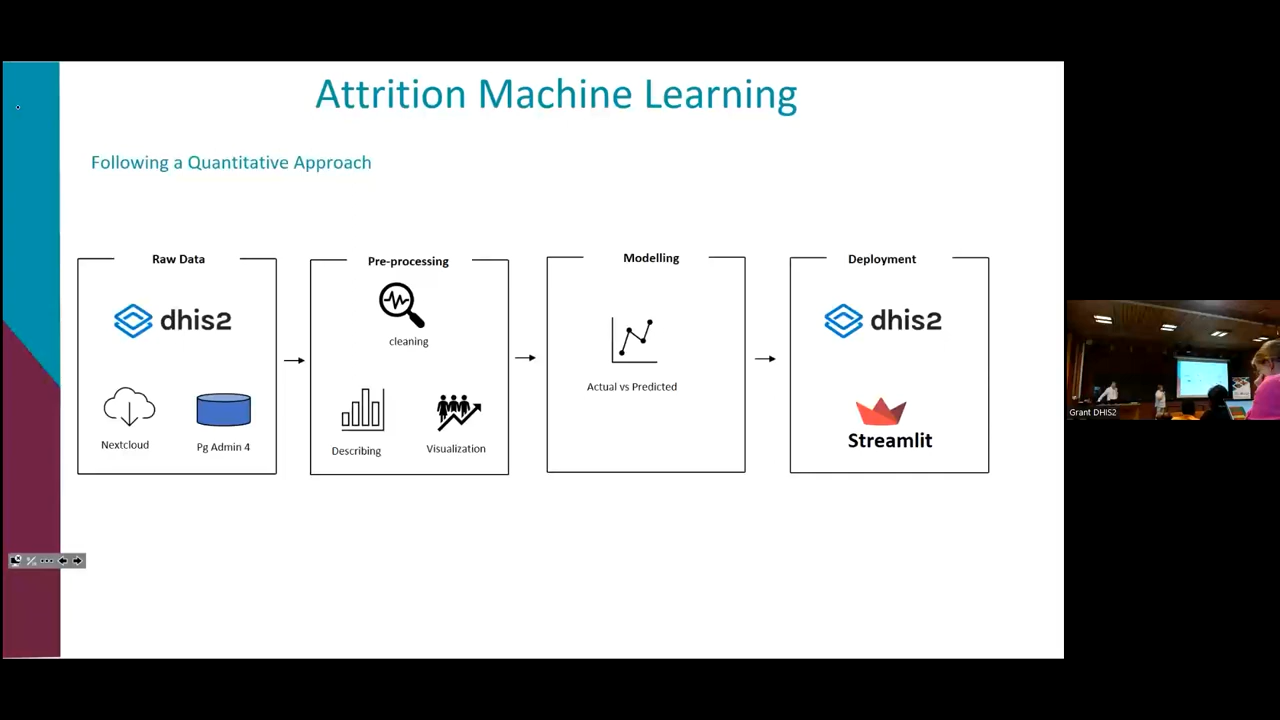 Attrition Machine Learning
Following a Quantitative Approach
Raw Data
dhis2
Nextcloud
Pg Admin 4
Pre-processing
cleaning
Describing
Visualization
Modelling
Actual vs Predicted
Deployment
dhis2
Streamlit
Grant DHIS2